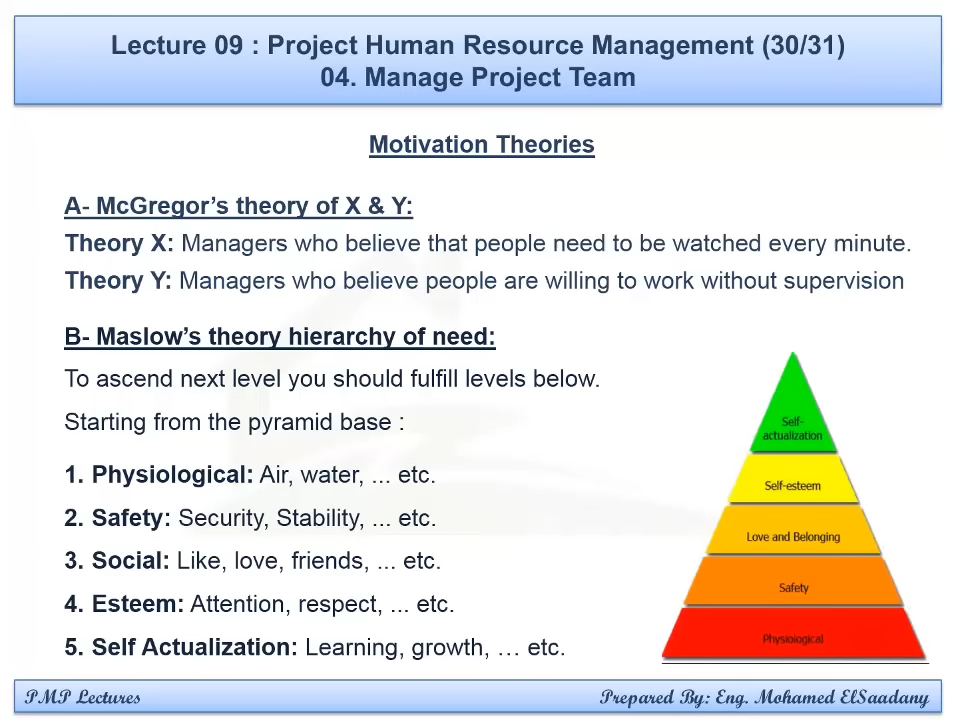 Lecture 09 : Project Human Resource Management (30/31)
04. Manage Project Team
Motivation Theories
A- McGregor’s theory of X & Y:
Theory X: Managers who believe that people need to be watched every minute.
Theory Y: Managers who believe people are willing to work without supervision
B- Maslow’s theory hierarchy of need:
To ascend next level you should fulfill levels below.
Starting from the pyramid base :
1. Physiological: Air, water, ... etc.
2. Safety: Security, Stability, ... etc.
3. Social: Like, love, friends, ... etc.
4. Esteem: Attention, respect, ... etc.
5. Self Actualization: Learning, growth, … etc.
Self-
actualization
Self-esteem
Love and Belonging
Safety
Physiological
PMP Lectures
Prepared By: Eng. Mohamed ElSaadany